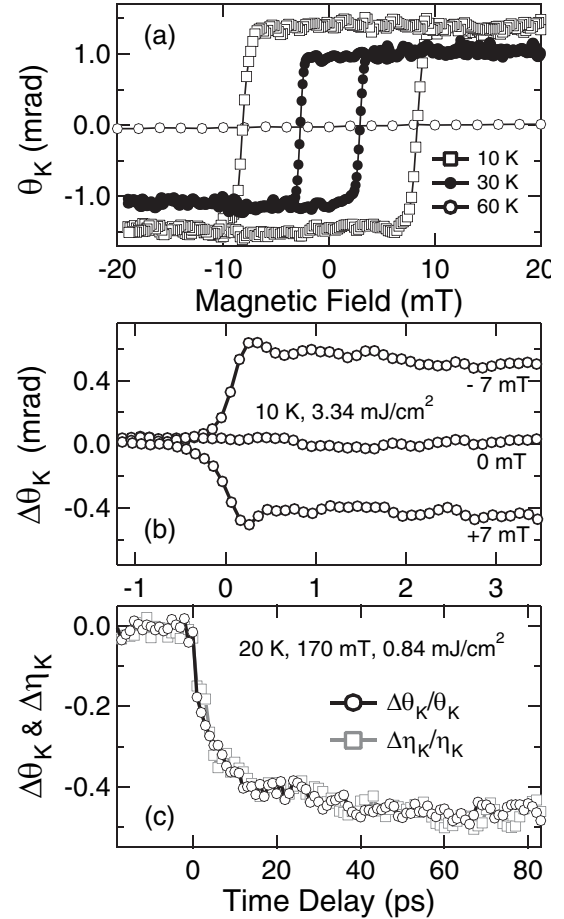 (a)
1.0
0.0
-1.0
θK (mrad)
10 K
30 K
60 K
-20 -10 0 10 20
Magnetic Field (mT)
0.4
0.0
-0.4
ΔθK (mrad)
- 7 mT
10 K, 3.34 mJ/cm²
0 mT
+7 mT
(b)
-1 0 1 2 3
0.0
-0.2
-0.4
ΔθK & ΔηK
20 K, 170 mT, 0.84 mJ/cm²
ΔθK/θK
ΔηK/ηK
(c)
0 20 40 60 80
Time Delay (ps)